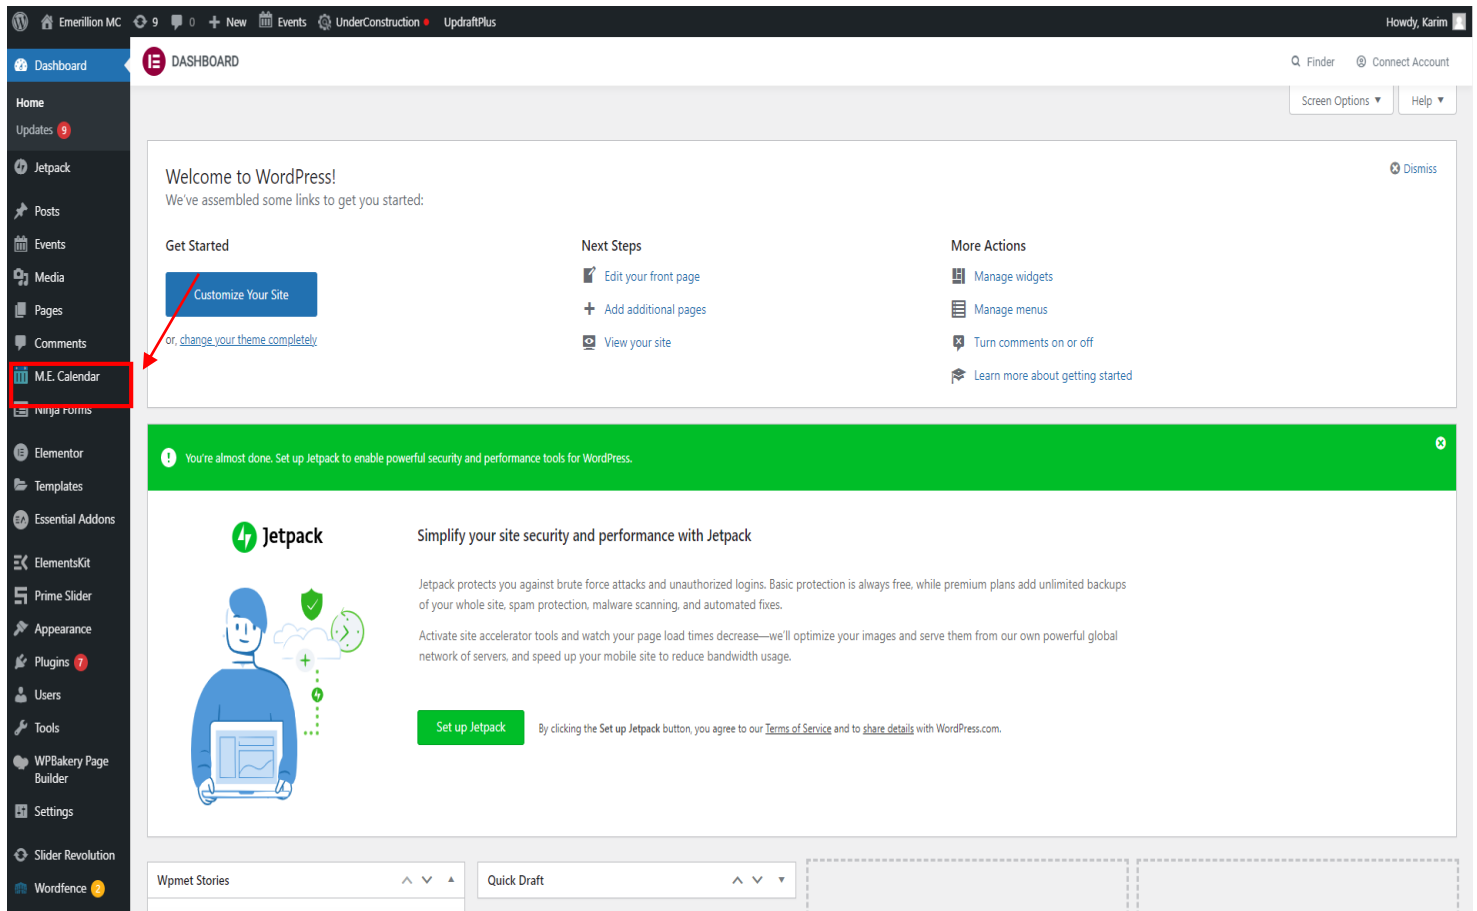 Emerillion MC 9 0 New Events UnderConstruction UpdraftPlus Howdy, Karim
Dashboard
Home
Updates 9
Jetpack
Posts
Events
Media
Pages
Comments
M.E. Calendar
Ninja Forms
Elementor
Templates
Essential Addons
ElementsKit
Prime Slider
Appearance
Plugins 7
Users
Tools
WPBakery Page
Builder
Settings
Slider Revolution
Wordfence 2
DASHBOARD
Finder Connect Account
Screen Options ▼ Help ▼
Welcome to WordPress!
Dismiss
We've assembled some links to get you started:
Get Started
Customize Your Site
or, change your theme completely
Next Steps
Edit your front page
Add additional pages
View your site
More Actions
Manage widgets
Manage menus
Turn comments on or off
Learn more about getting started
You're almost done. Set up Jetpack to enable powerful security and performance tools for WordPress.
Jetpack
Simplify your site security and performance with Jetpack
Jetpack protects you against brute force attacks and unauthorized logins. Basic protection is always free, while premium plans add unlimited backups
of your whole site, spam protection, malware scanning, and automated fixes.
Activate site accelerator tools and watch your page load times decrease—we'll optimize your images and serve them from our own powerful global
network of servers, and speed up your mobile site to reduce bandwidth usage.
Set up Jetpack
By clicking the Set up Jetpack button, you agree to our Terms of Service and to share details with WordPress.com.
Wpmet Stories
Quick Draft